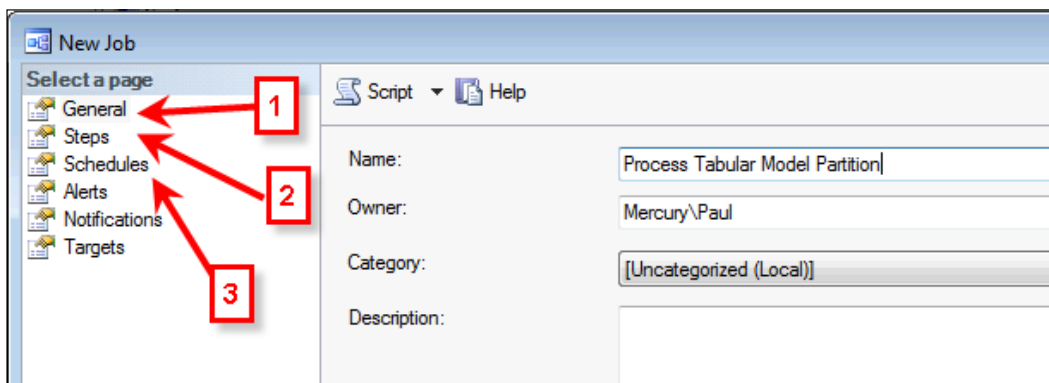 New Job
Select a page
General
Steps
Schedules
Alerts
Notifications
Targets
1
2
3
Script Help
Name: Process Tabular Model Partition
Owner: Mercury\Paul
Category: [Uncategorized (Local)]
Description: